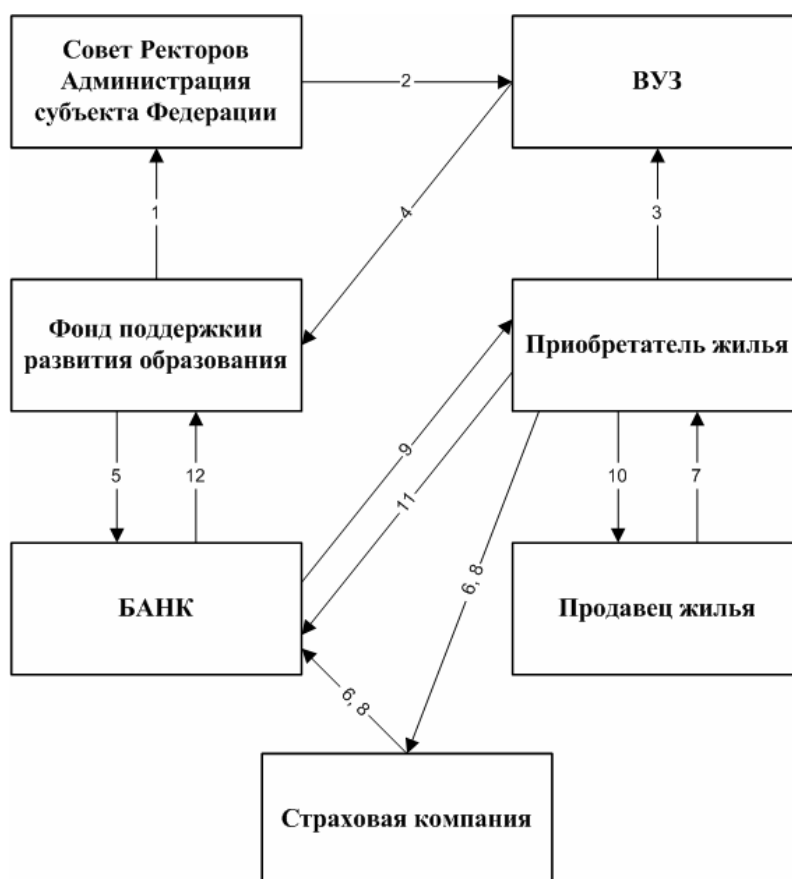 Совет Ректоров
Администрация
субъекта Федерации
2
ВУЗ
1
4
3
Фонд поддержкии
развития образования
Приобретатель жилья
5
12
9
11
10
7
6, 8
БАНК
Продавец жилья
6, 8
Страховая компания